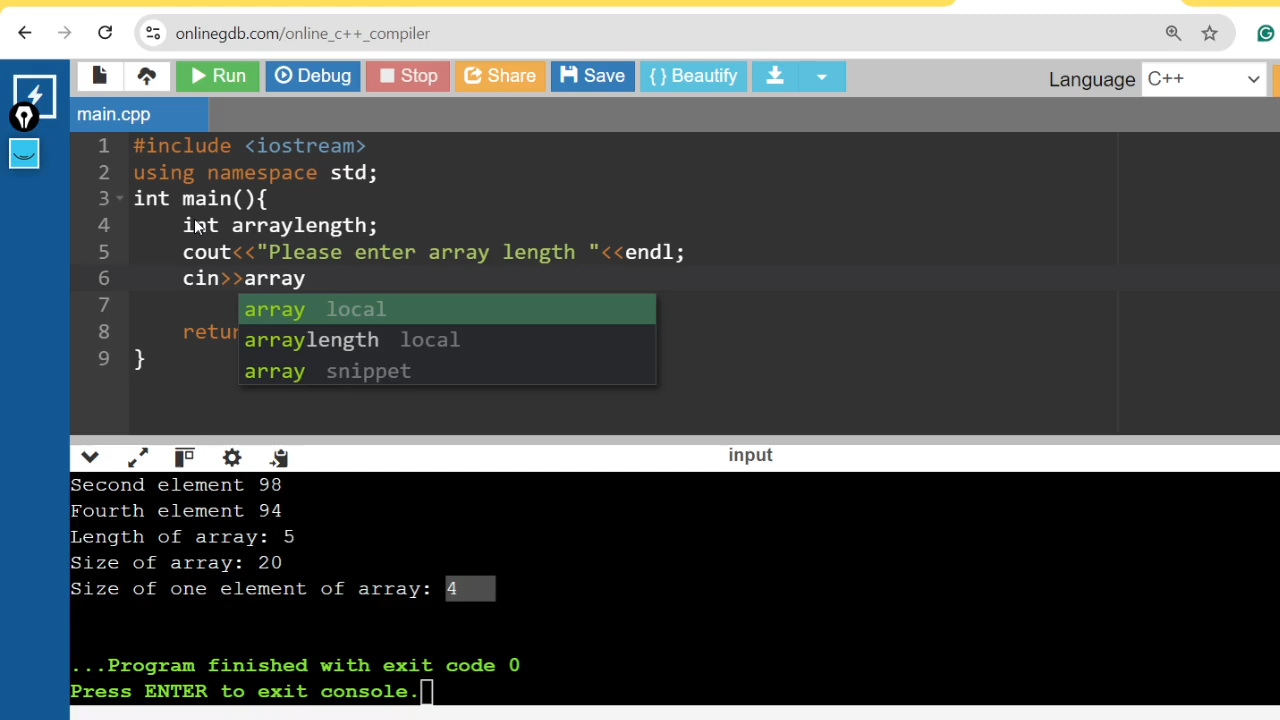 onlinegdb.com/online_c++_compiler
Run Debug Stop Share Save {} Beautify Language C++
main.cpp
1 #include <iostream>
2 using namespace std;
3 int main(){
4 int arraylength;
5 cout<<"Please enter array length "<<endl;
6 cin>>array
7 array local
8 retur arraylength local
9 } array snippet
input
Second element 98
Fourth element 94
Length of array: 5
Size of array: 20
Size of one element of array: 4
...Program finished with exit code 0
Press ENTER to exit console.